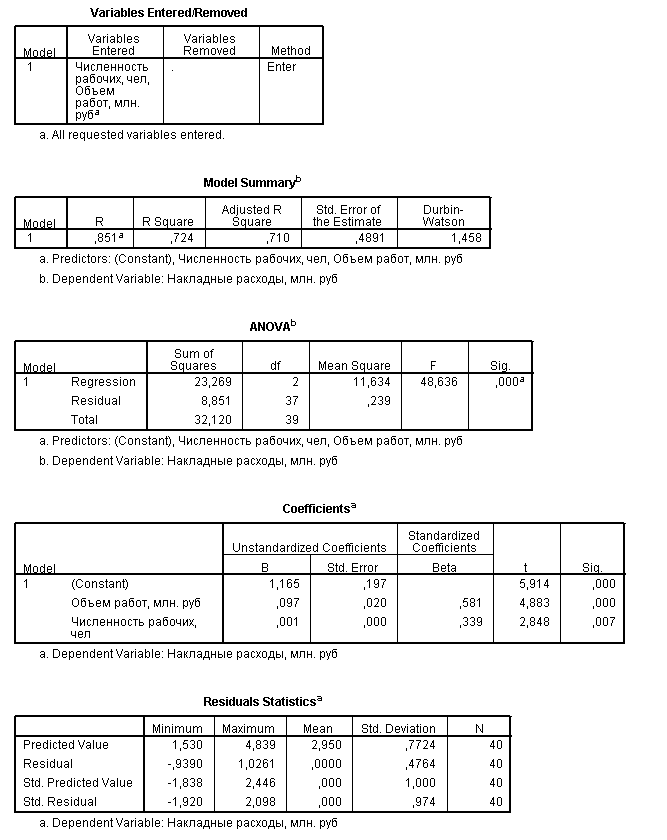 Variables Entered/Removed
Model Variables Entered Variables Removed Method
1 Численность рабочих, чел, Объем работ, млн. руб a . Enter
a. All requested variables entered.
Model Summary b
Model R R Square Adjusted R Square Std. Error of the Estimate Durbin-Watson
1 ,851 a ,724 ,710 ,4891 1,458
a. Predictors: (Constant), Численность рабочих, чел, Объем работ, млн. руб
b. Dependent Variable: Накладные расходы, млн. руб
ANOVA b
Model Sum of Squares df Mean Square F Sig.
1 Regression 23,269 2 11,634 48,636 ,000 a
Residual 8,851 37 ,239
Total 32,120 39
a. Predictors: (Constant), Численность рабочих, чел, Объем работ, млн. руб
b. Dependent Variable: Накладные расходы, млн. руб
Coefficients a
Model Unstandardized Coefficients Standardized Coefficients t Sig.
B Std. Error Beta
1 (Constant) 1,165 ,197 5,914 ,000
Объем работ, млн. руб ,097 ,020 ,581 4,883 ,000
Численность рабочих, чел ,001 ,000 ,339 2,848 ,007
a. Dependent Variable: Накладные расходы, млн. руб
Residuals Statistics a
Minimum Maximum Mean Std. Deviation N
Predicted Value 1,530 4,839 2,950 ,7724 40
Residual -,9390 1,0261 ,0000 ,4764 40
Std. Predicted Value -1,838 2,446 ,000 1,000 40
Std. Residual -1,920 2,098 ,000 ,974 40
a. Dependent Variable: Накладные расходы, млн. руб